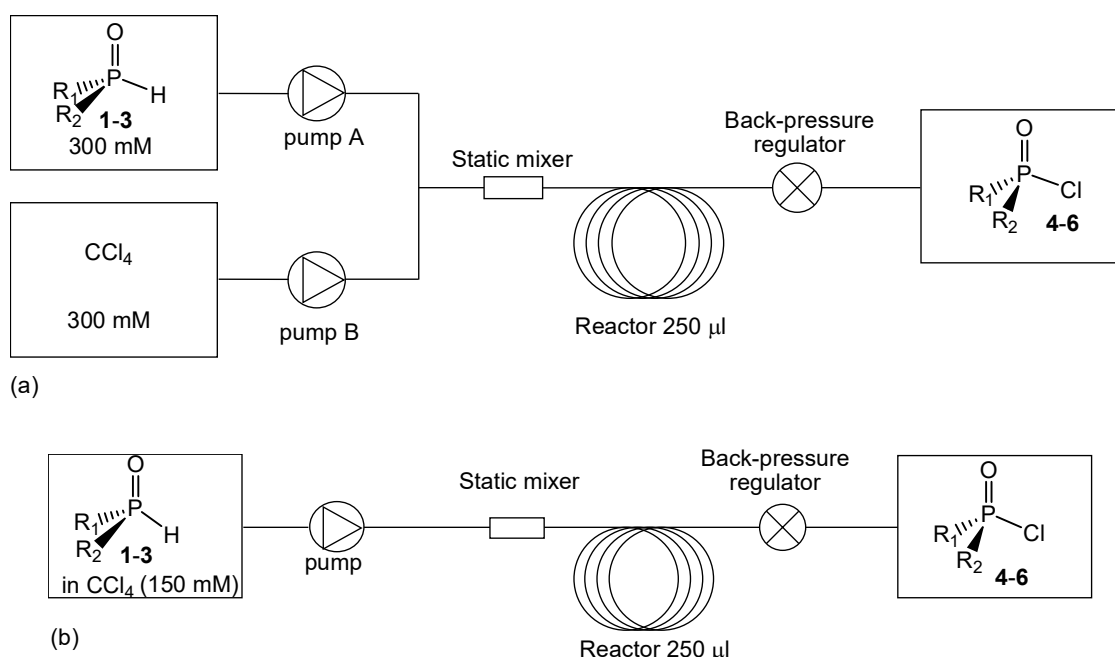 O
P
R1
R2
H
1-3
300 mM
pump A
CCl4
300 mM
pump B
Static mixer
Reactor 250 µl
Back-pressure
regulator
O
P
R1
R2
Cl
4-6
(a)
O
P
R1
R2
H
1-3
in CCl4 (150 mM)
pump
Static mixer
Reactor 250 µl
Back-pressure
regulator
O
P
R1
R2
Cl
4-6
(b)